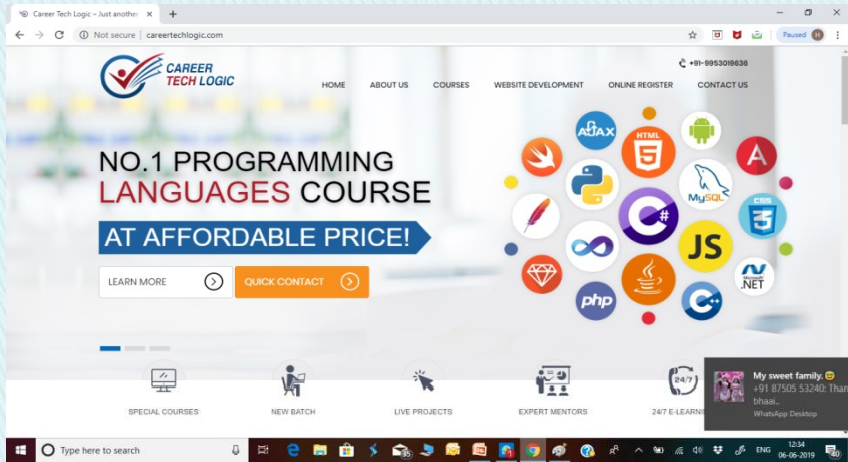 Career Tech Logic – Just another
Not secure | careertechlogic.com
Paused
H
CAREER
TECH LOGIC
+91-9953019636
HOME ABOUT US COURSES WEBSITE DEVELOPMENT ONLINE REGISTER CONTACT US
NO.1 PROGRAMMING
LANGUAGES COURSE
AT AFFORDABLE PRICE!
LEARN MORE
QUICK CONTACT
AJAX
HTML
5
A
MySQL
C#
CSS
3
JS
Microsoft
.NET
php
C++
24/7
SPECIAL COURSES
NEW BATCH
LIVE PROJECTS
EXPERT MENTORS
24/7 E-LEARNI
My sweet family.
+91 87505 53240: Than
bhaai..
WhatsApp Desktop
Type here to search
35
ENG
12:34
06-06-2019
40